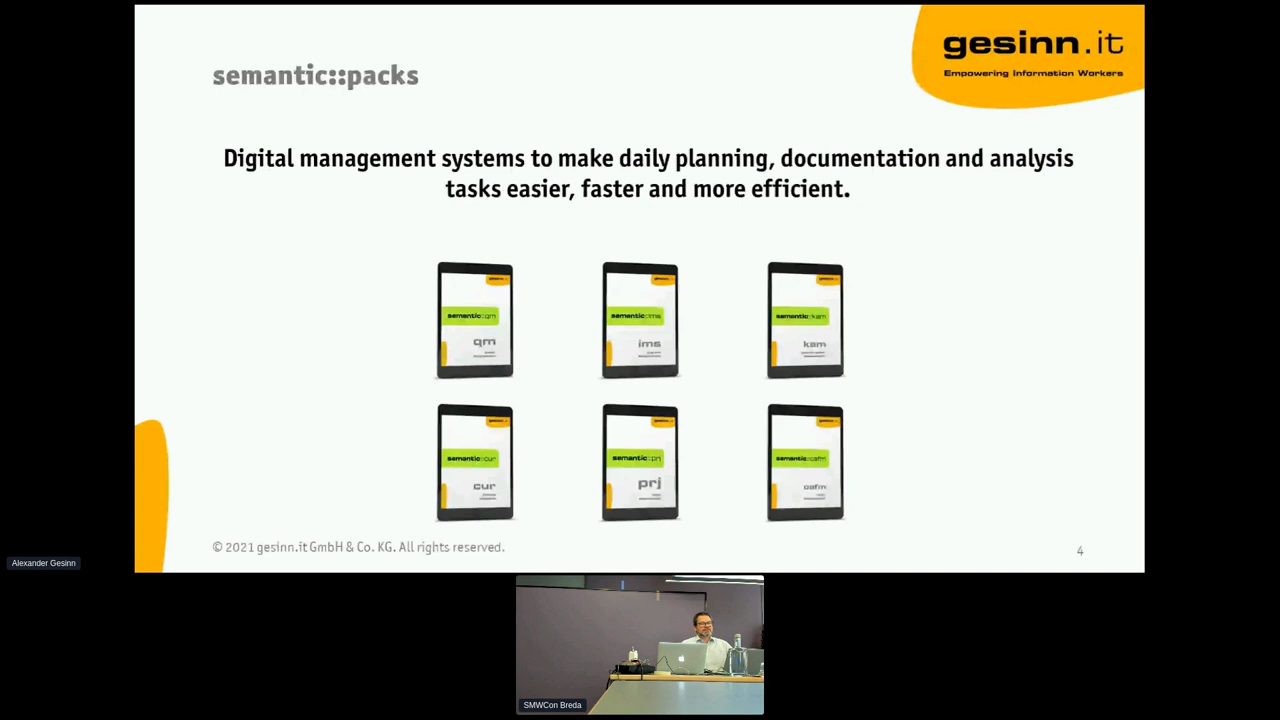 gesinn.it
Empowering Information Workers
semantic::packs
Digital management systems to make daily planning, documentation and analysis
tasks easier, faster and more efficient.
semantic::qm
qm
semantic::ims
ims
semantic::kam
kam
semantic::cur
cur
semantic::prj
prj
semantic::cafm
cafm
© 2021 gesinn.it GmbH & Co. KG. All rights reserved.
4
Alexander Gesinn
SMWCon Breda